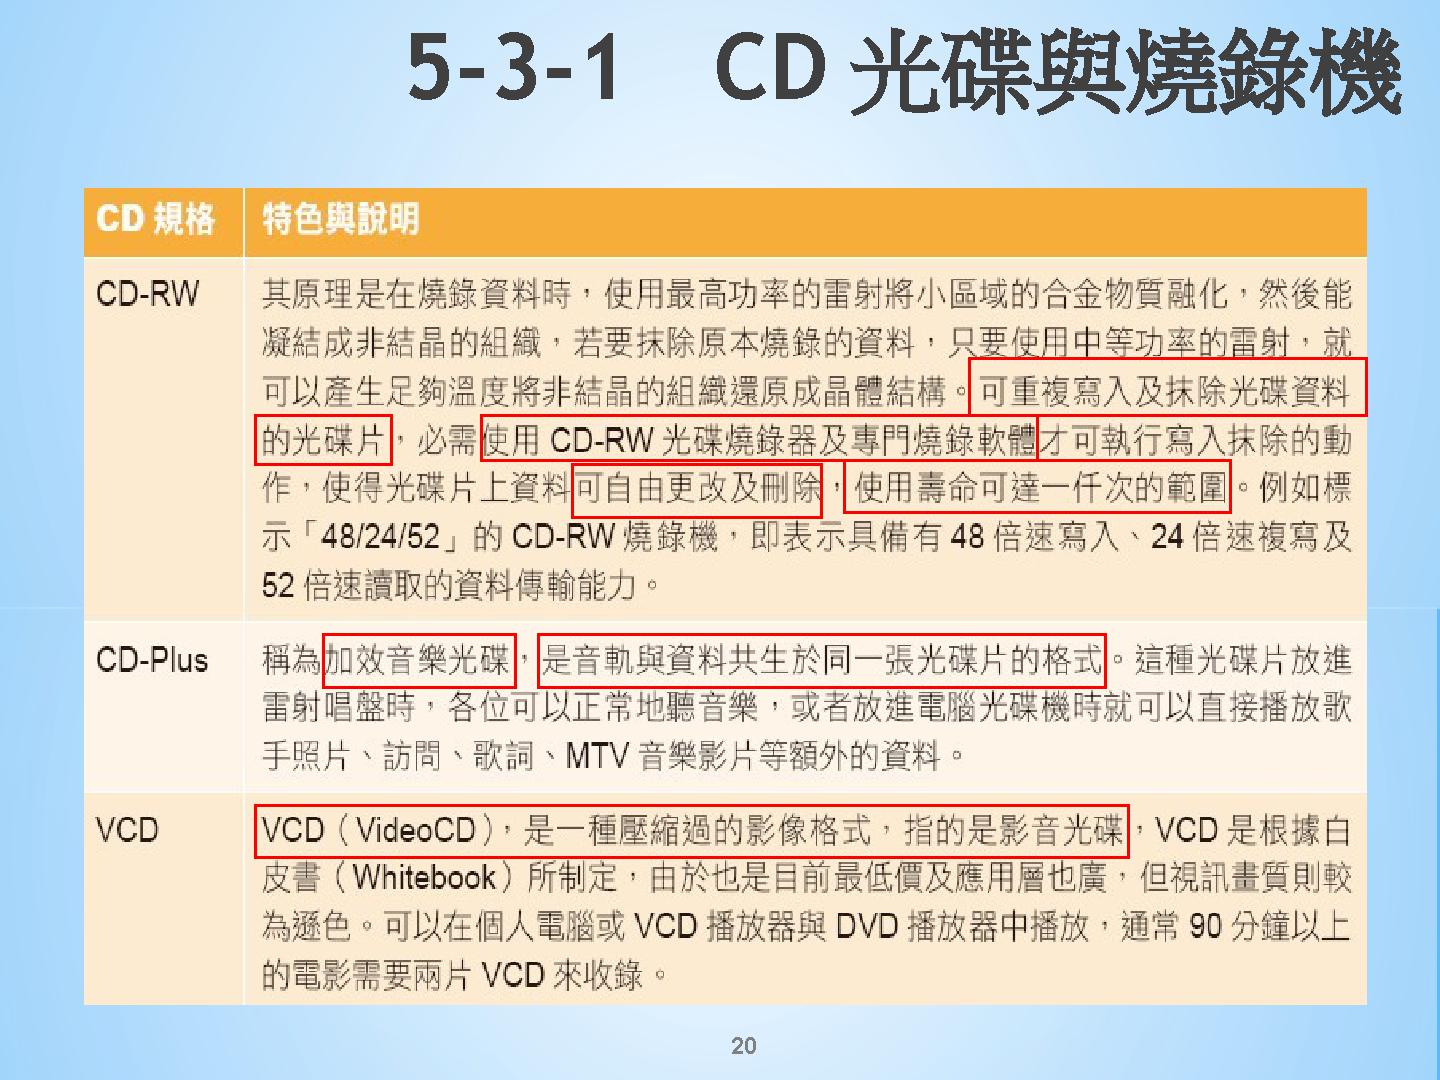 5-3-1 CD光碟與燒錄機
CD 規格
特色與說明
CD-RW
其原理是在燒錄資料時，使用最高功率的雷射將小區域的合金物質融化，然後能
凝結成非結晶的組織，若要抹除原本燒錄的資料，只要使用中等功率的雷射，就
可以產生足夠溫度將非結晶的組織還原成晶體結構。可重複寫入及抹除光碟資料
的光碟片，必需使用 CD-RW 光碟燒錄器及專門燒錄軟體才可執行寫入抹除的動
作，使得光碟片上資料可自由更改及刪除，使用壽命可達一仟次的範圍。例如標
示「48/24/52」的 CD-RW 燒錄機，即表示具備有 48 倍速寫入、24 倍速複寫及
52 倍速讀取的資料傳輸能力。
CD-Plus
稱為加效音樂光碟，是音軌與資料共生於同一張光碟片的格式。這種光碟片放進
雷射唱盤時，各位可以正常地聽音樂，或者放進電腦光碟機時就可以直接播放歌
手照片、訪問、歌詞、MTV 音樂影片等額外的資料。
VCD
VCD（VideoCD），是一種壓縮過的影像格式，指的是影音光碟，VCD 是根據白
皮書（Whitebook）所制定，由於也是目前最低價及應用層也廣，但視訊畫質則較
為遜色。可以在個人電腦或 VCD 播放器與 DVD 播放器中播放，通常 90 分鐘以上
的電影需要兩片 VCD 來收錄。
20